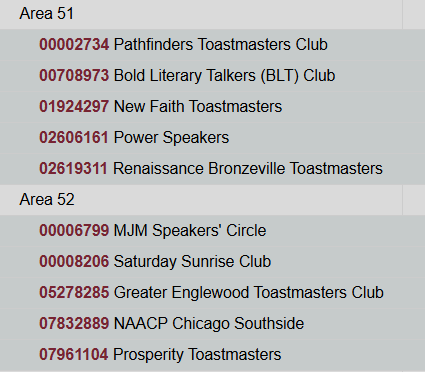 Area 51
00002734 Pathfinders Toastmasters Club
00708973 Bold Literary Talkers (BLT) Club
01924297 New Faith Toastmasters
02606161 Power Speakers
02619311 Renaissance Bronzeville Toastmasters
Area 52
00006799 MJM Speakers' Circle
00008206 Saturday Sunrise Club
05278285 Greater Englewood Toastmasters Club
07832889 NAACP Chicago Southside
07961104 Prosperity Toastmasters